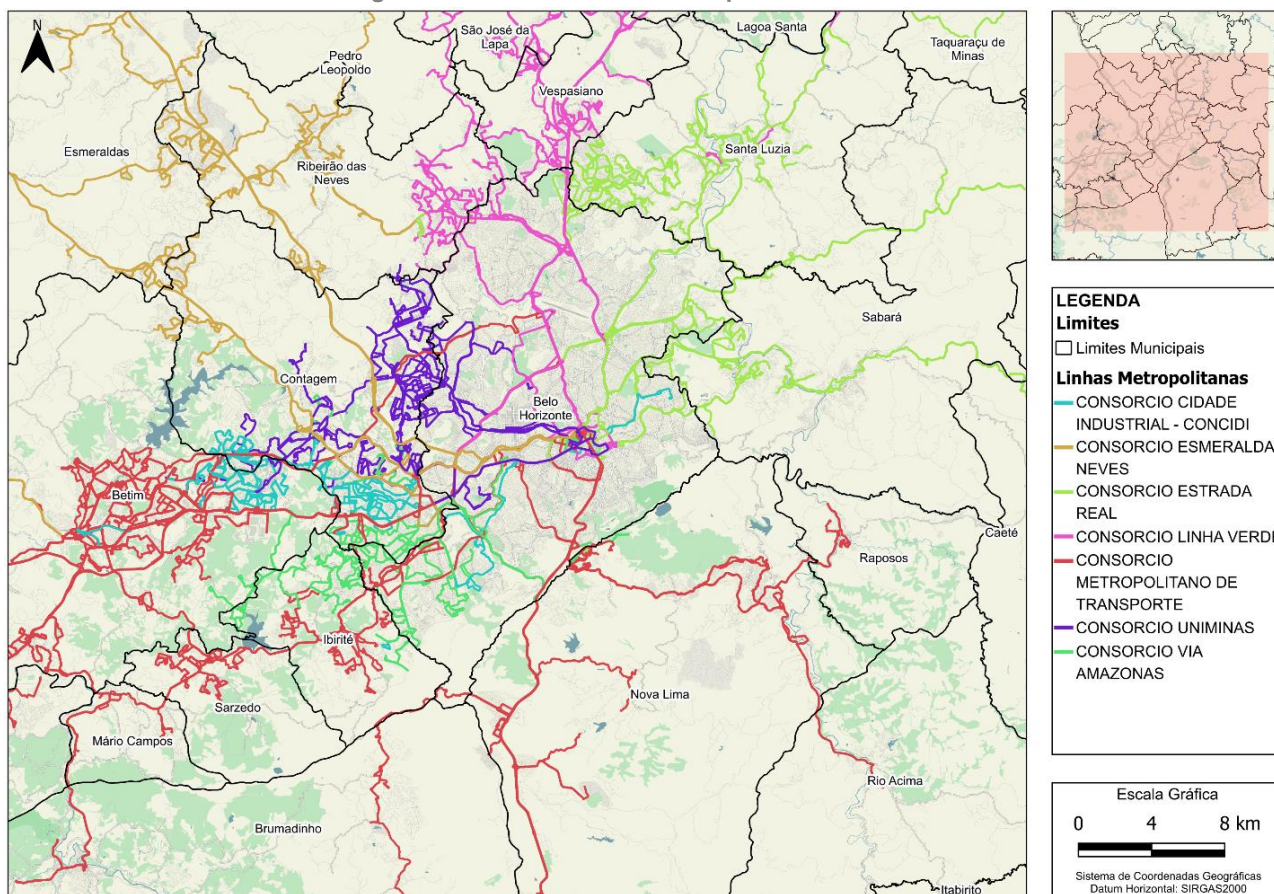 N
São José da
Lapa
Lagoa Santa
Taquaraçu de
Minas
Pedro
Leopoldo
Vespasiano
Esmeraldas
Ribeirão das
Neves
Santa Luzia
Sabará
Contagem
Belo
Horizonte
Betim
Caeté
Raposos
Ibirité
Nova Lima
Sarzedo
Mário Campos
Rio Acima
Brumadinho
Itabirito
LEGENDA
Limites
Limites Municipais
Linhas Metropolitanas
CONSORCIO CIDADE
INDUSTRIAL - CONCIDI
CONSORCIO ESMERALDA
NEVES
CONSORCIO ESTRADA
REAL
CONSORCIO LINHA VERDE
CONSORCIO
METROPOLITANO DE
TRANSPORTE
CONSORCIO UNIMINAS
CONSORCIO VIA
AMAZONAS
Escala Gráfica
0 4 8 km
Sistema de Coordenadas Geográficas
Datum Horizontal: SIRGAS2000